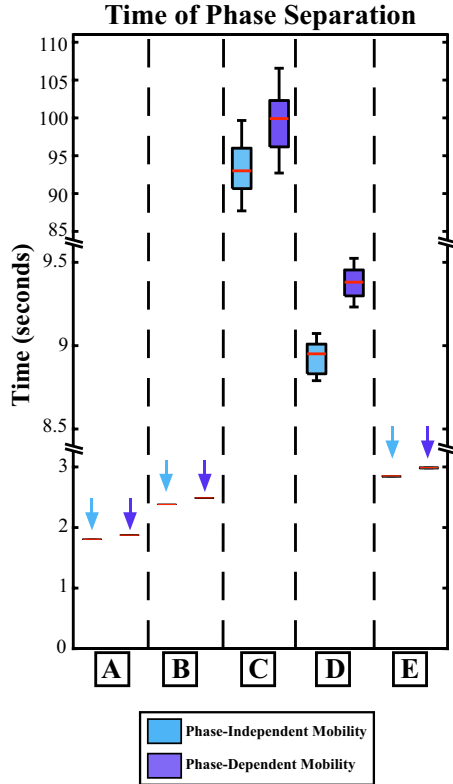 Time of Phase Separation
110
105
100
95
90
85
9.5
9
8.5
3
2
1
0
Time (seconds)
A B C D E
Phase-Independent Mobility
Phase-Dependent Mobility